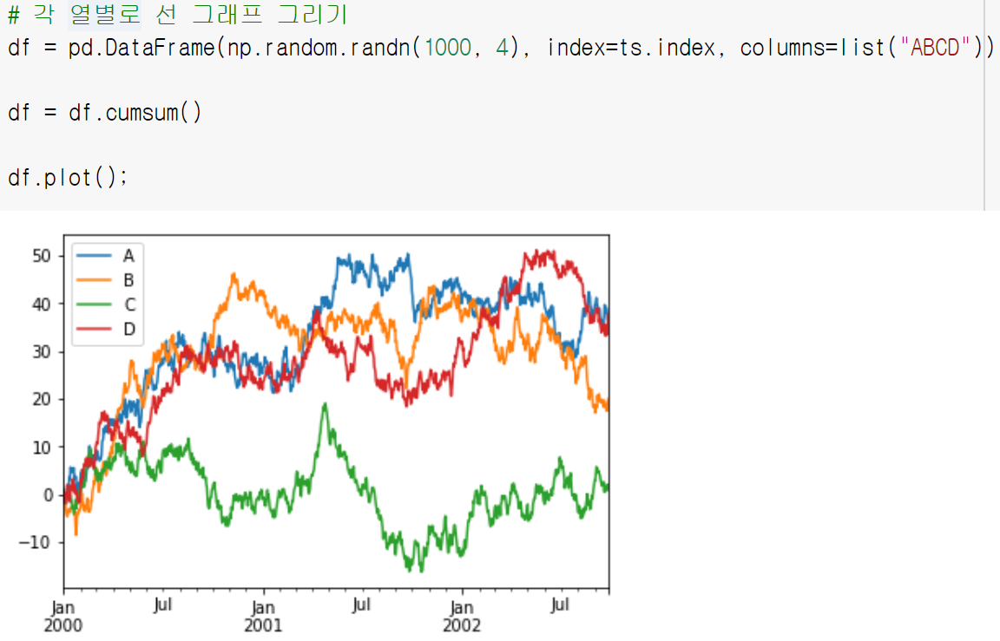 # 각 열별로 선 그래프 그리기
df = pd.DataFrame(np.random.randn(1000, 4), index=ts.index, columns=list("ABCD"))
df = df.cumsum()
df.plot();
A
B
C
D
50
40
30
20
10
0
−10
Jan Jul Jan Jul Jan Jul
2000 2001 2002